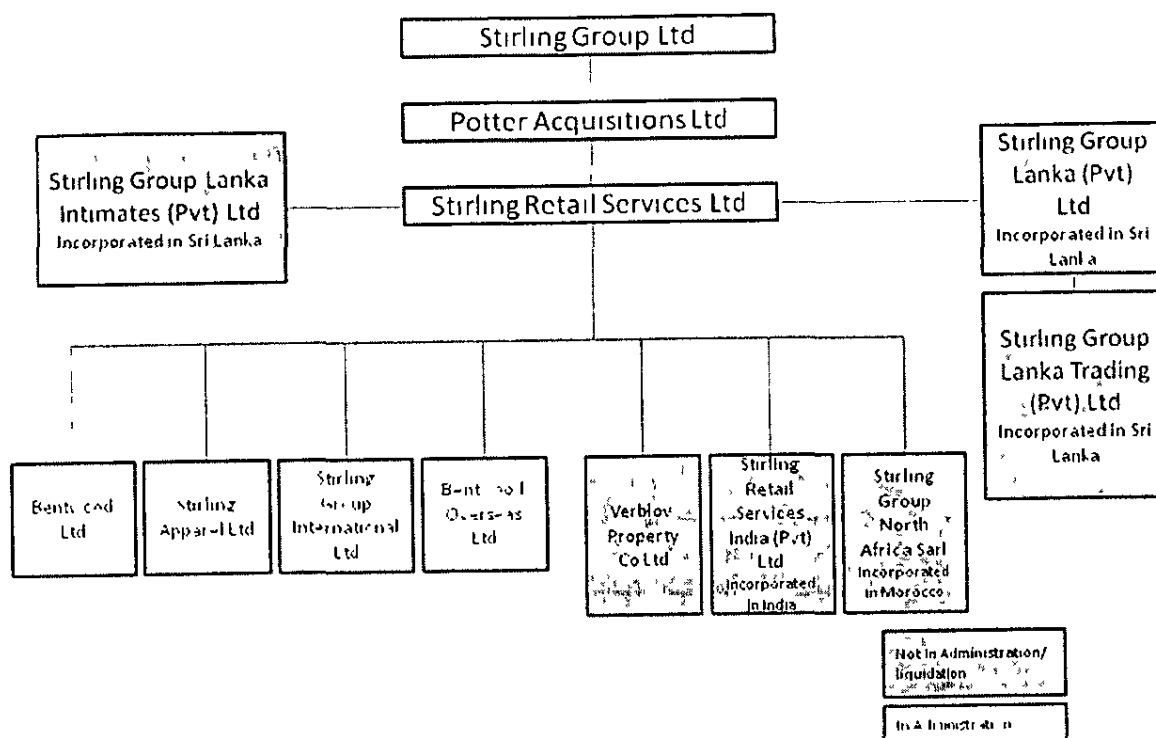 Stirling Group Ltd
Potter Acquisitions Ltd
Stirling Group Lanka
Intimates (Pvt) Ltd
Incorporated in Sri Lanka
Stirling Retail Services Ltd
Stirling Group
Lanka (Pvt)
Ltd
Incorporated in Sri
Lanka
Stirling Group
Lanka Trading
(Pvt) Ltd
Incorporated in Sri
Lanka
Ltd
Stirling
Apparel Ltd
Stirling
Group
International
Ltd
Overseas
Ltd
Verblov
Property
Co Ltd
Stirling
Retail
Services
India (Pvt)
Ltd
Incorporated
In India
Stirling
Group
North
Africa Sarl
Incorporated
in Morocco
Not In Administration/
liquidation
In Administration